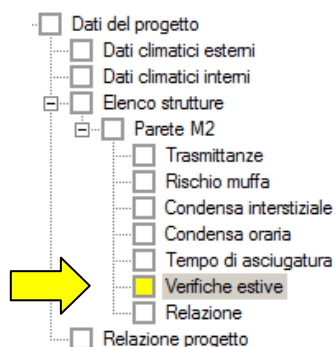 Dati del progetto
Dati climatici esterni
Dati climatici interni
Elenco strutture
Parete M2
Trasmittanze
Rischio muffa
Condensa interstiziale
Condensa oraria
Tempo di asciugatura
Verifiche estive
Relazione
Relazione progetto